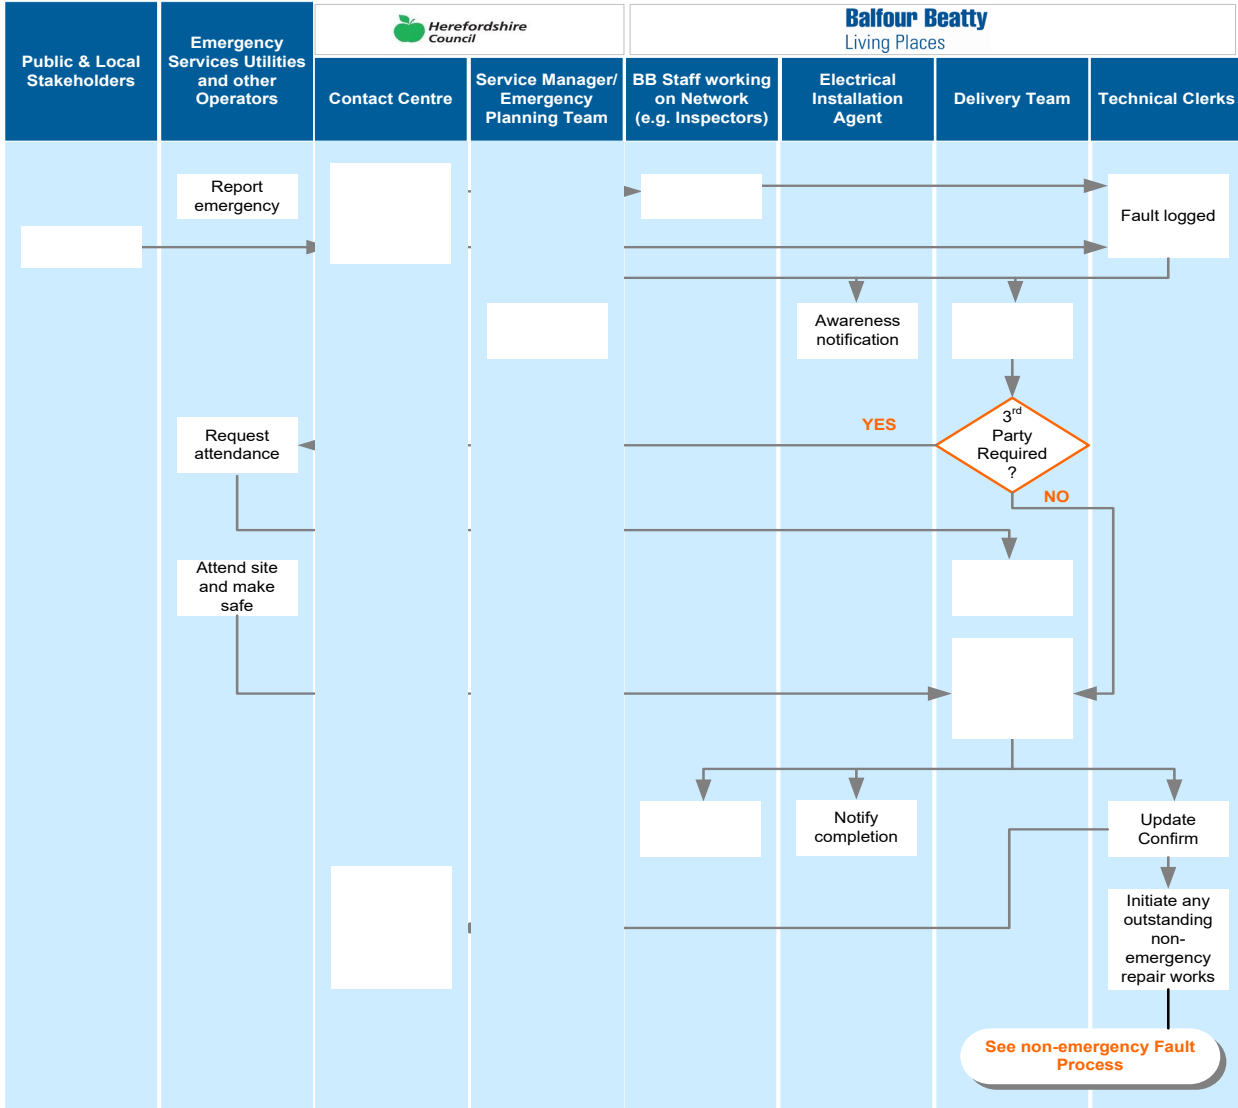 Herefordshire
Council
Balfour Beatty
Living Places
Public & Local
Stakeholders
Emergency
Services Utilities
and other
Operators
Contact Centre
Service Manager/
Emergency
Planning Team
BB Staff working
on Network
(e.g. Inspectors)
Electrical
Installation
Agent
Delivery Team
Technical Clerks
Report
emergency
Fault logged
Awareness
notification
Request
attendance
YES
3rd
Party
Required
?
NO
Attend site
and make
safe
Notify
completion
Update
Confirm
Initiate any
outstanding
non-
emergency
repair works
See non-emergency Fault
Process